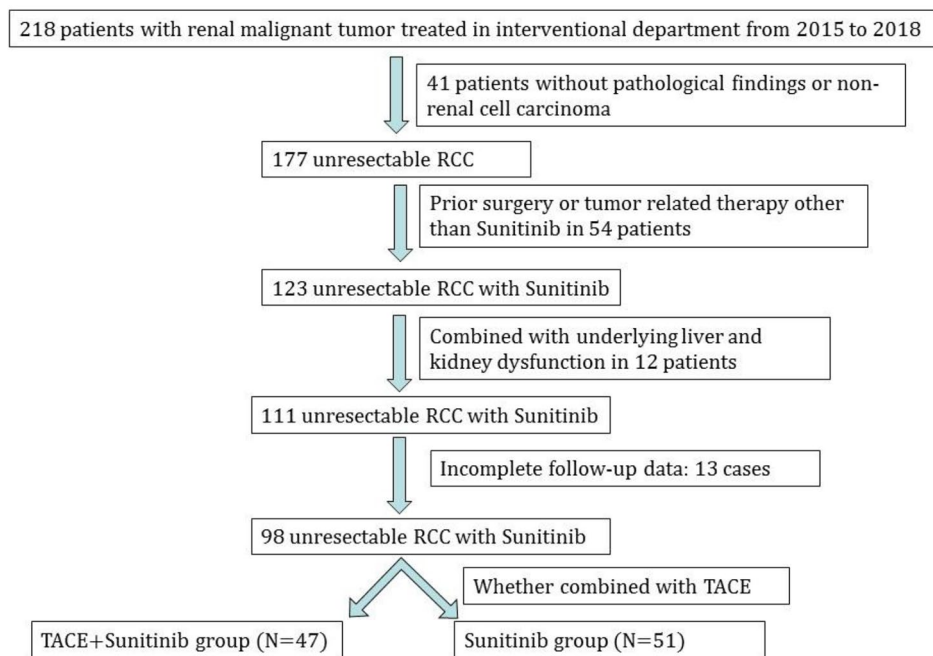 218 patients with renal malignant tumor treated in interventional department from 2015 to 2018
41 patients without pathological findings or non-
renal cell carcinoma
177 unresectable RCC
Prior surgery or tumor related therapy other
than Sunitinib in 54 patients
123 unresectable RCC with Sunitinib
Combined with underlying liver and
kidney dysfunction in 12 patients
111 unresectable RCC with Sunitinib
Incomplete follow-up data: 13 cases
98 unresectable RCC with Sunitinib
Whether combined with TACE
TACE+Sunitinib group (N=47)
Sunitinib group (N=51)